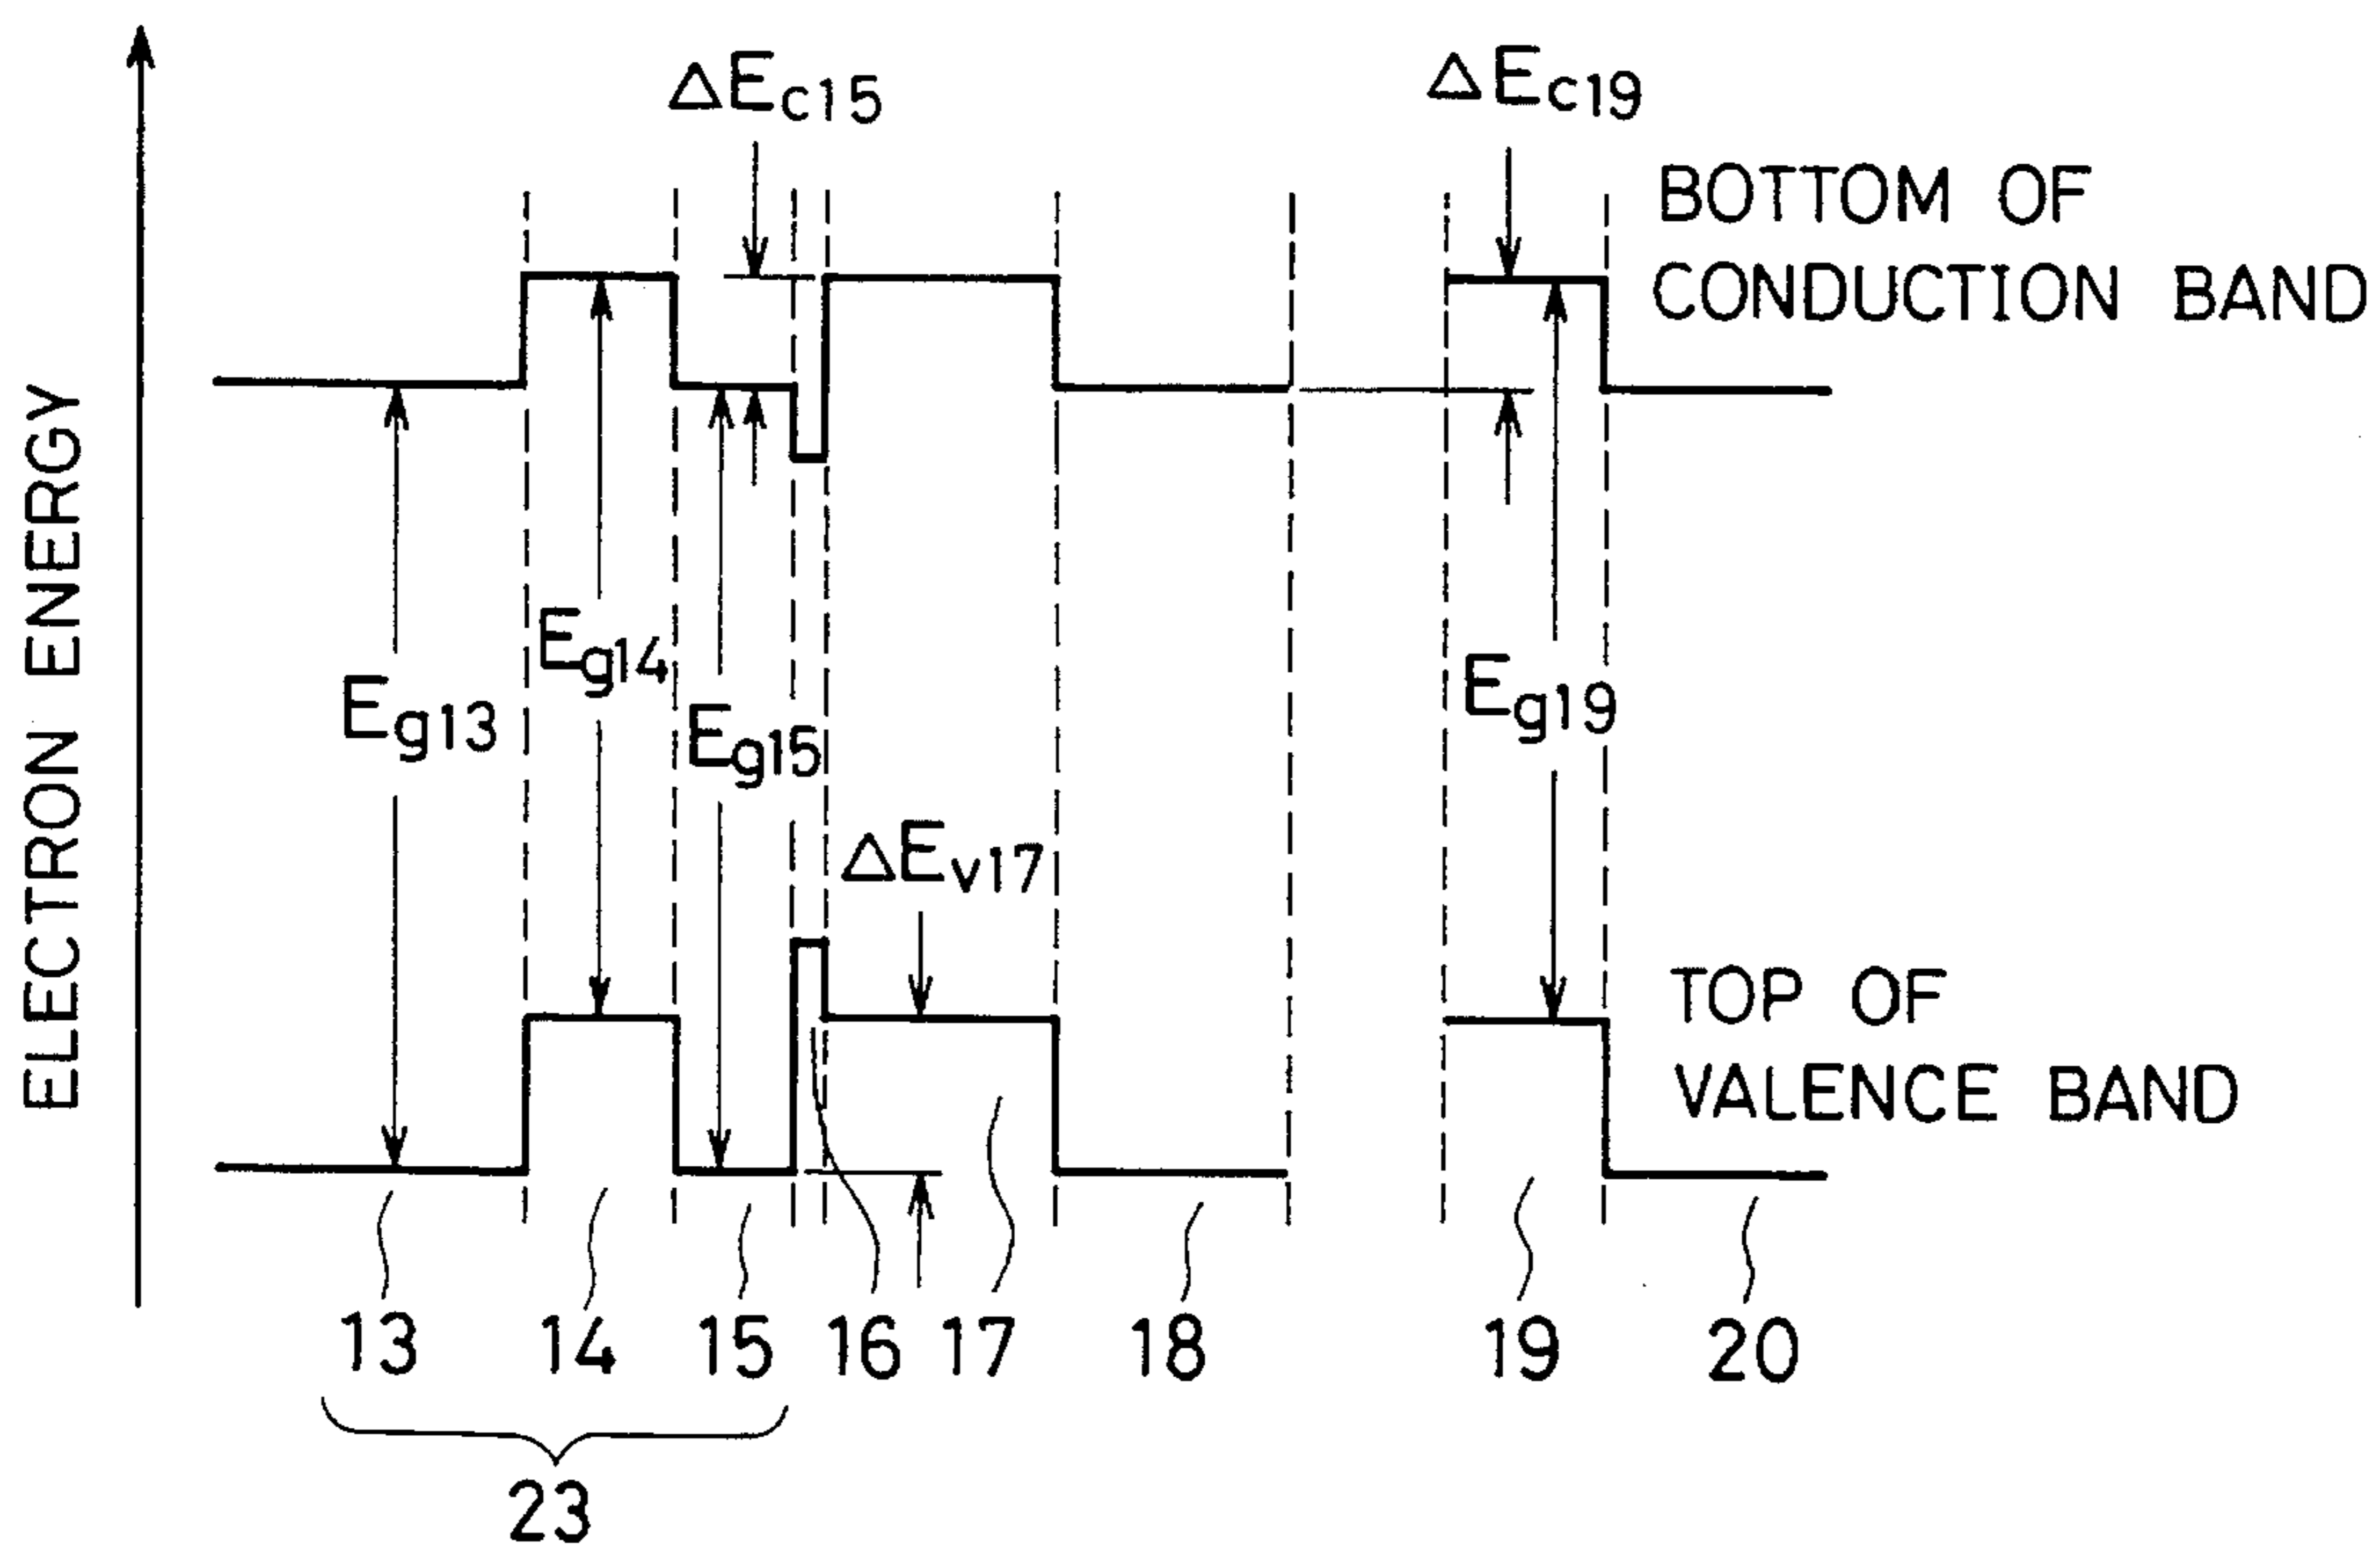 ΔEc15
ΔEc19
BOTTOM OF
CONDUCTION BAND
ELECTRON ENERGY
Eg13
Eg14
Eg15
Eg19
ΔEv17
TOP OF
VALENCE BAND
13 14 15 16 17 18 19 20
23